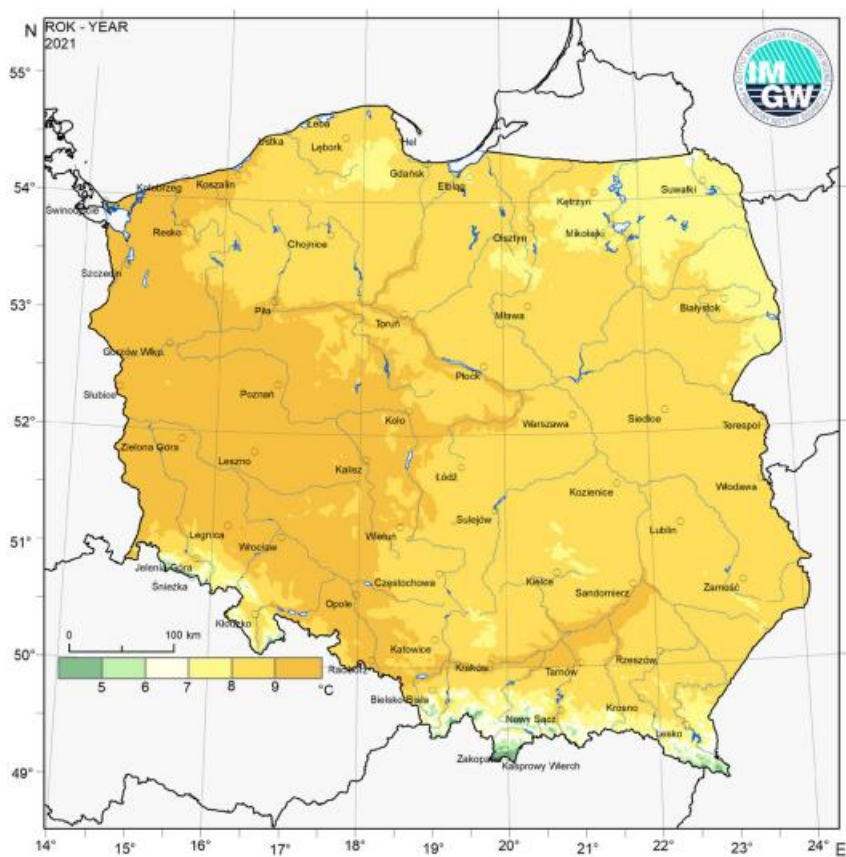 N
ROK - YEAR
2021
IM
GW
55°
Łeba
Ustka
Hel
Lębork
Gdańsk
Koszalin
Kołobrzeg
Elbląg
Suwałki
54°
Kętrzyn
Świnoujście
Resko
Mikołajki
Chojnice
Olsztyn
Szczecin
53°
Piła
Toruń
Mława
Białystok
Gorzów Wlkp.
Płock
Słubice
Poznań
52°
Koło
Warszawa
Siedlce
Terespol
Zielona Góra
Leszno
Kalisz
Łódź
Kozienice
Włodawa
Sulejów
Legnica
Wrocław
Wieluń
Lublin
51°
Jelenia Góra
Śnieżka
Częstochowa
Kielce
Sandomierz
Zamość
Opole
Kłodzko
0 100 km
Katowice
50°
Racibórz
Kraków
Tarnów
Rzeszów
5 6 7 8 9 °C
Bielsko-Biała
Nowy Sącz
Krosno
Lesko
Zakopane
Kasprowy Wierch
49°
14° 15° 16° 17° 18° 19° 20° 21° 22° 23° 24° E